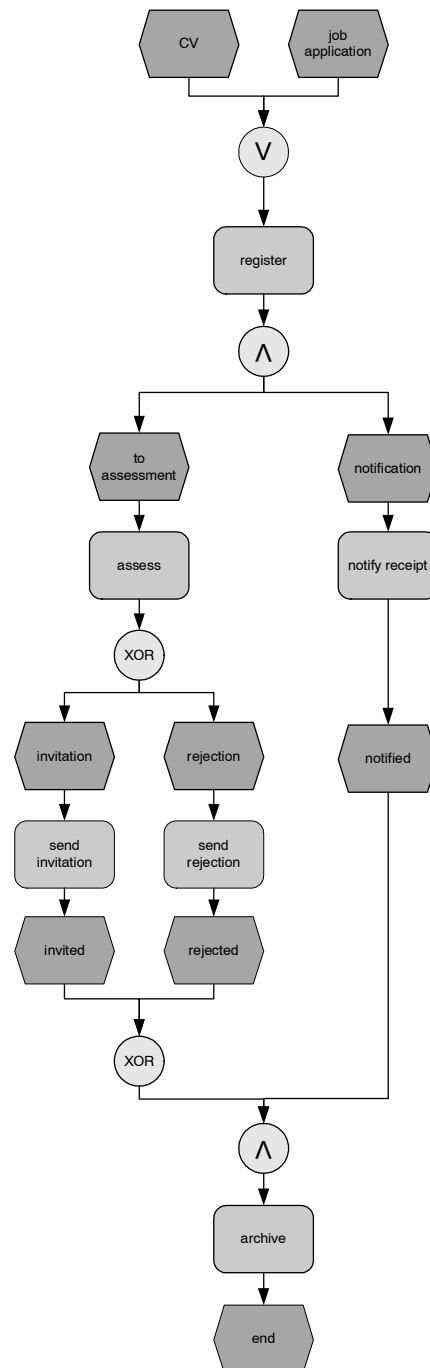 CV
job
application
V
register
Λ
to
assessment
notification
assess
notify receipt
XOR
invitation
rejection
notified
send
invitation
send
rejection
invited
rejected
XOR
Λ
archive
end